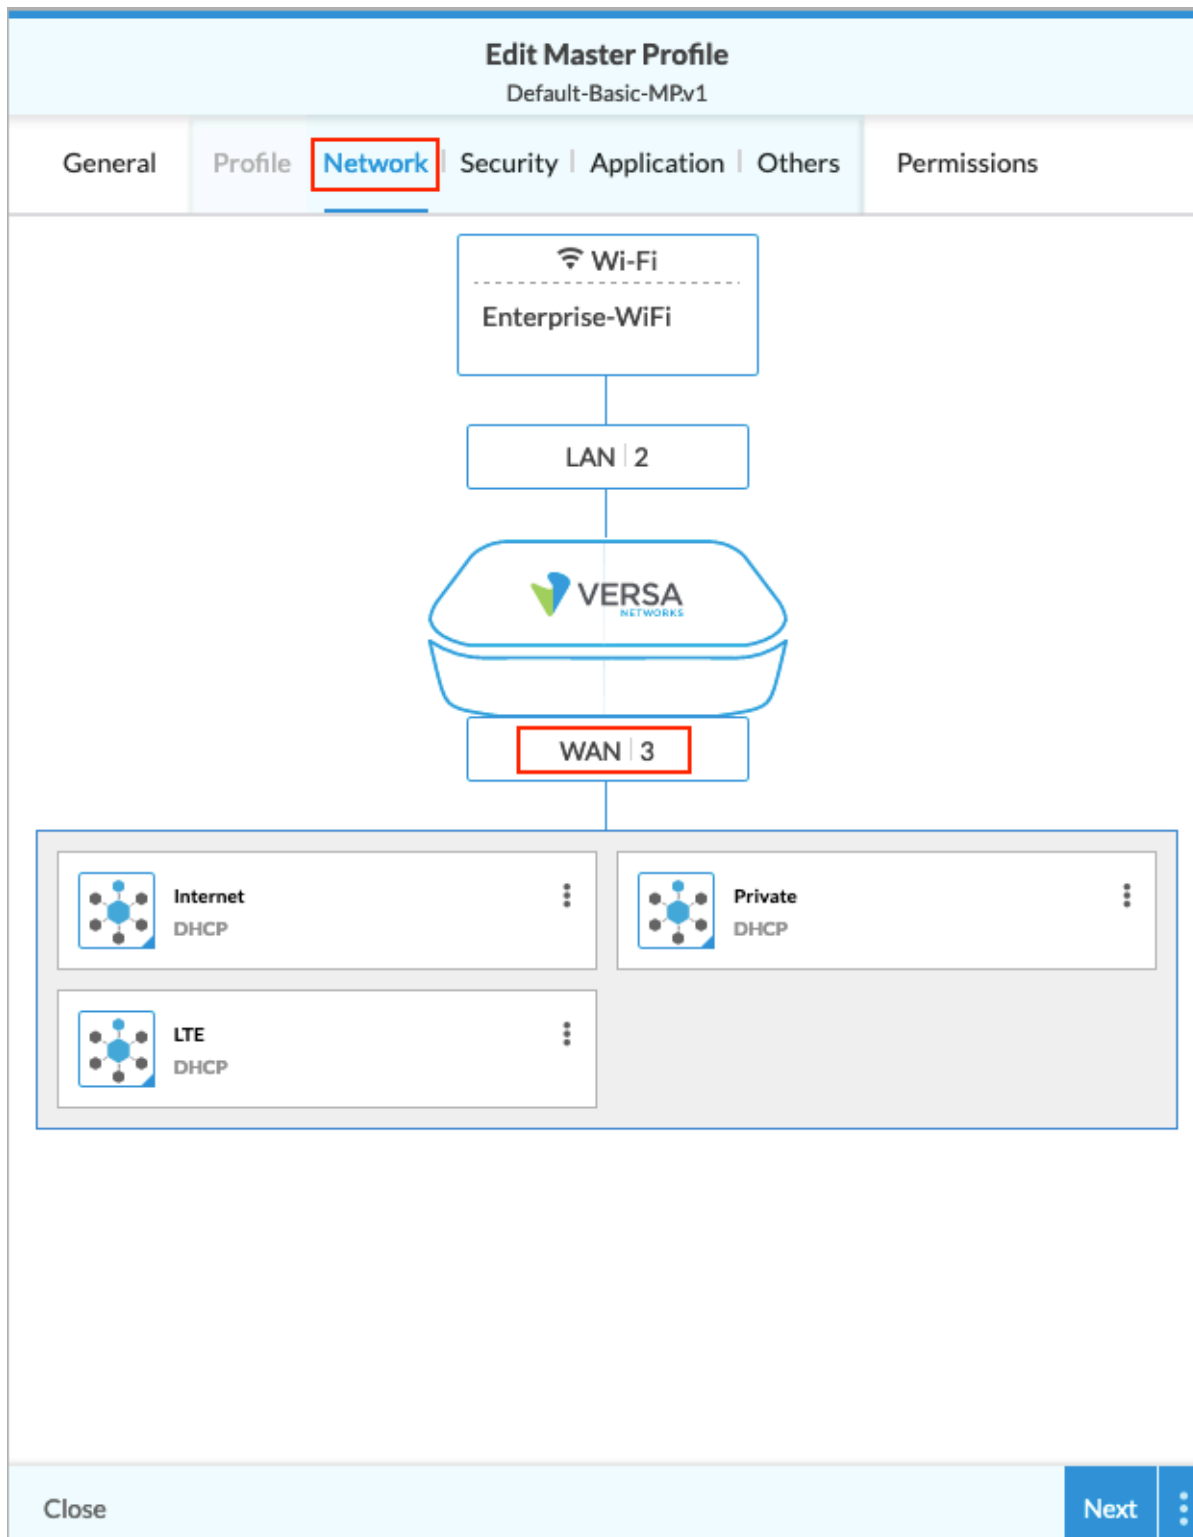 Edit Master Profile
Default-Basic-MP.v1
General Profile Network Security Application Others Permissions
Wi-Fi
Enterprise-WiFi
LAN 2
VERSA
NETWORKS
WAN 3
Internet
DHCP
Private
DHCP
LTE
DHCP
Close Next